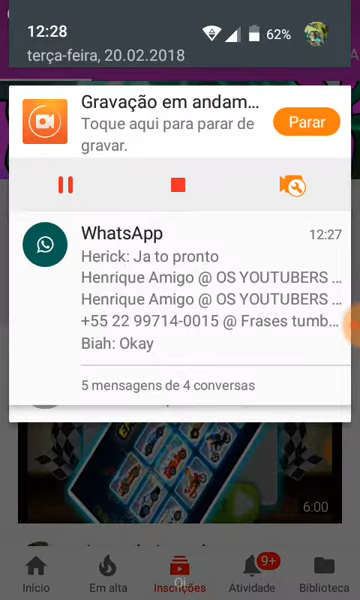 12:28
62%
terça-feira, 20.02.2018
Gravação em andam...
Toque aqui para parar de
gravar.
Parar
WhatsApp
12:27
Herick: Ja to pronto
Henrique Amigo @ OS YOUTUBERS ...
Henrique Amigo @ OS YOUTUBERS ...
+55 22 99714-0015 @ Frases tumb...
Biah: Okay
5 mensagens de 4 conversas
6:00
9+
Início
Em alta
Inscrições
Atividade
Biblioteca